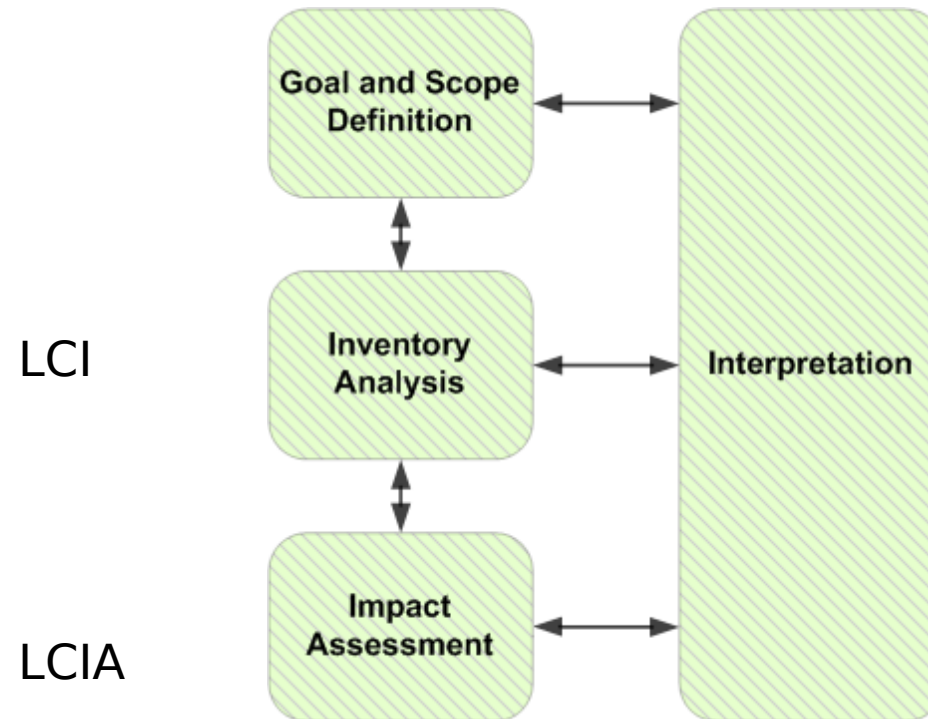 Goal and Scope
Definition
LCI
Inventory
Analysis
Interpretation
Impact
Assessment
LCIA